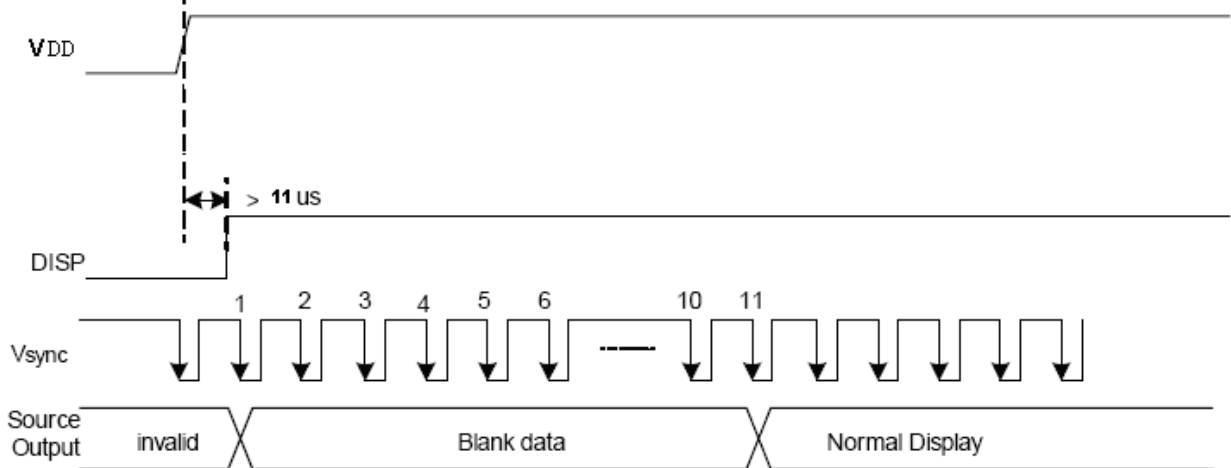 VDD
> 11 us
DISP
1 2 3 4 5 6 10 11
Vsync
Source
Output
invalid
Blank data
Normal Display